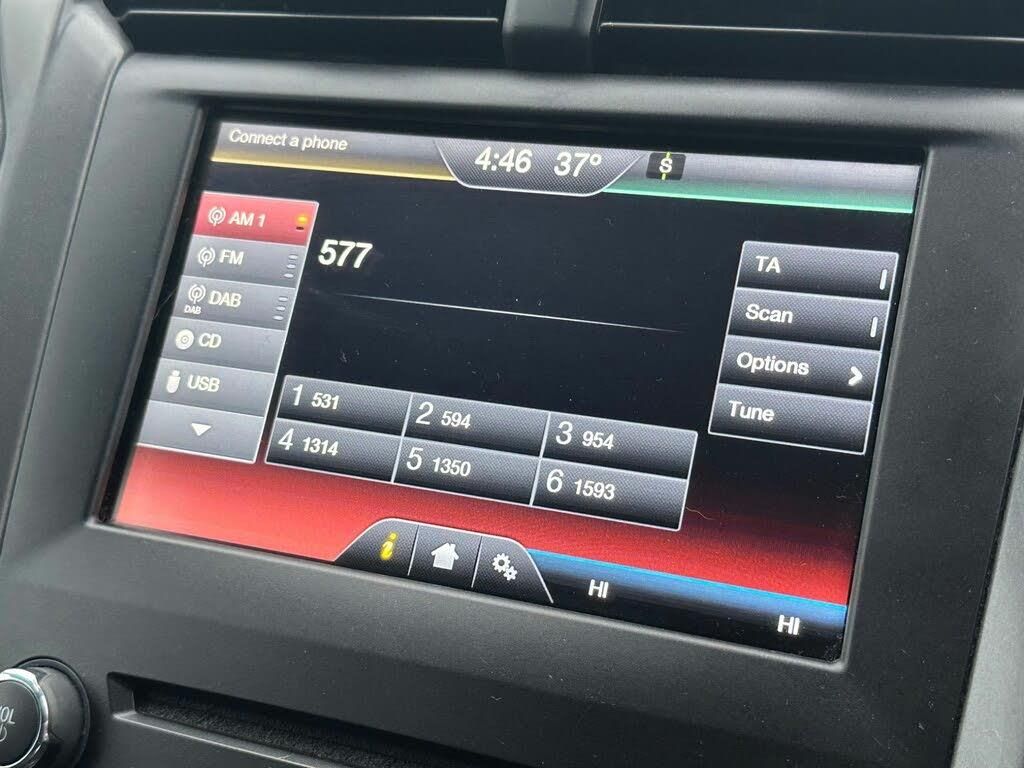 Connect a phone
4:46 37° S
AM 1
577
FM
DAB
DAB
CD
USB
TA
Scan
Options
Tune
1 531 2 594 3 954
4 1314 5 1350 6 1593
i
HI HI